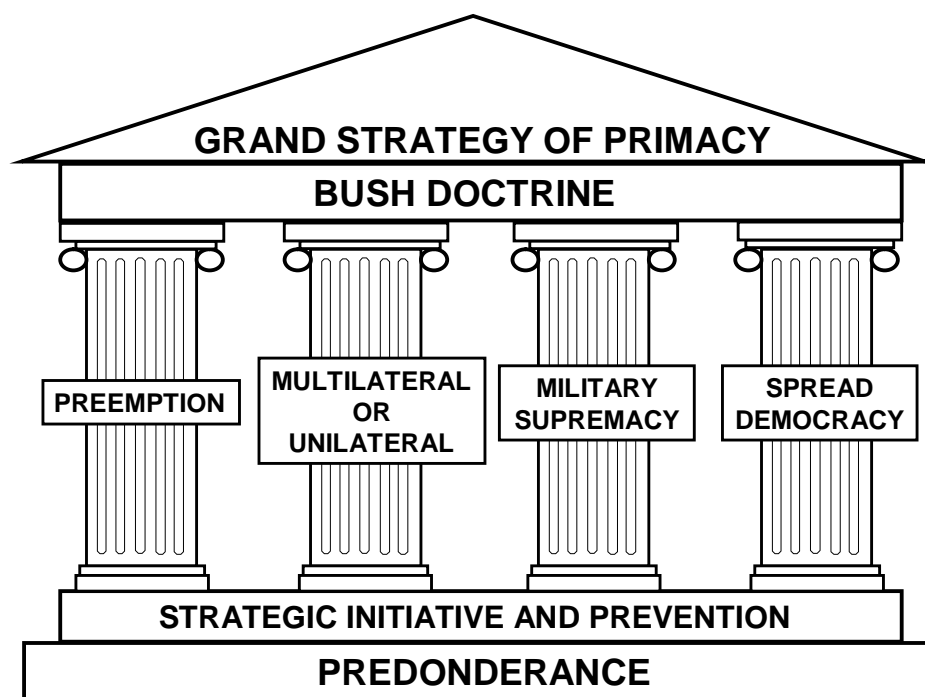 GRAND STRATEGY OF PRIMACY
BUSH DOCTRINE
PREEMPTION
MULTILATERAL
OR
UNILATERAL
MILITARY
SUPREMACY
SPREAD
DEMOCRACY
STRATEGIC INITIATIVE AND PREVENTION
PREDONDERANCE